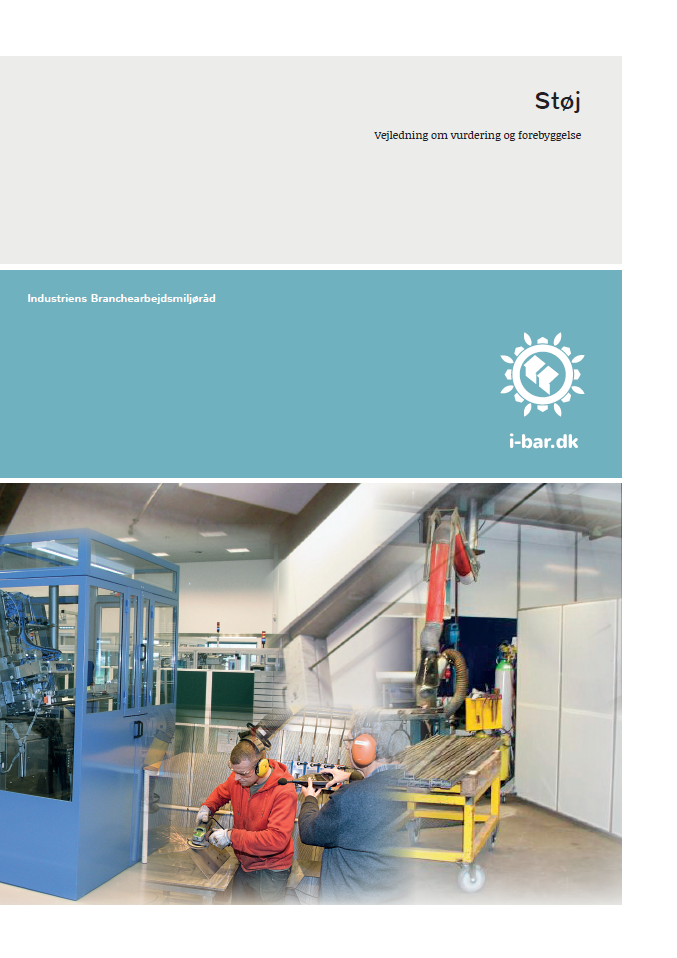 Støj
Vejledning om vurdering og forebyggelse
Industriens Branchearbejdsmiljøråd
i-bar.dk